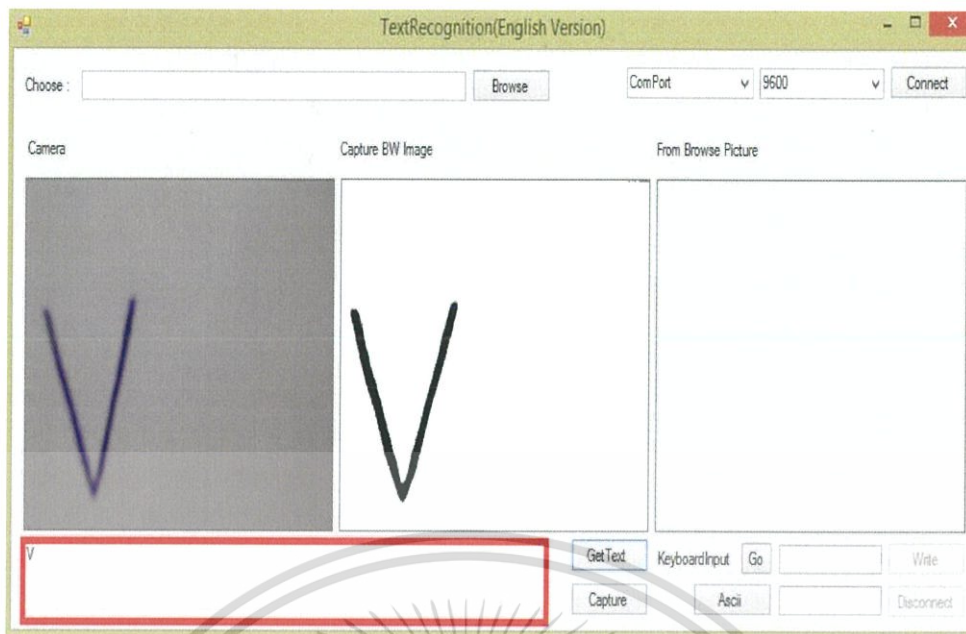 TextRecognition(English Version)
Choose : Browse ComPort 9600 Connect
Camera Capture BW Image From Browse Picture
V V
V
GetText KeyboardInput Go Write
Capture Ascii Disconnect